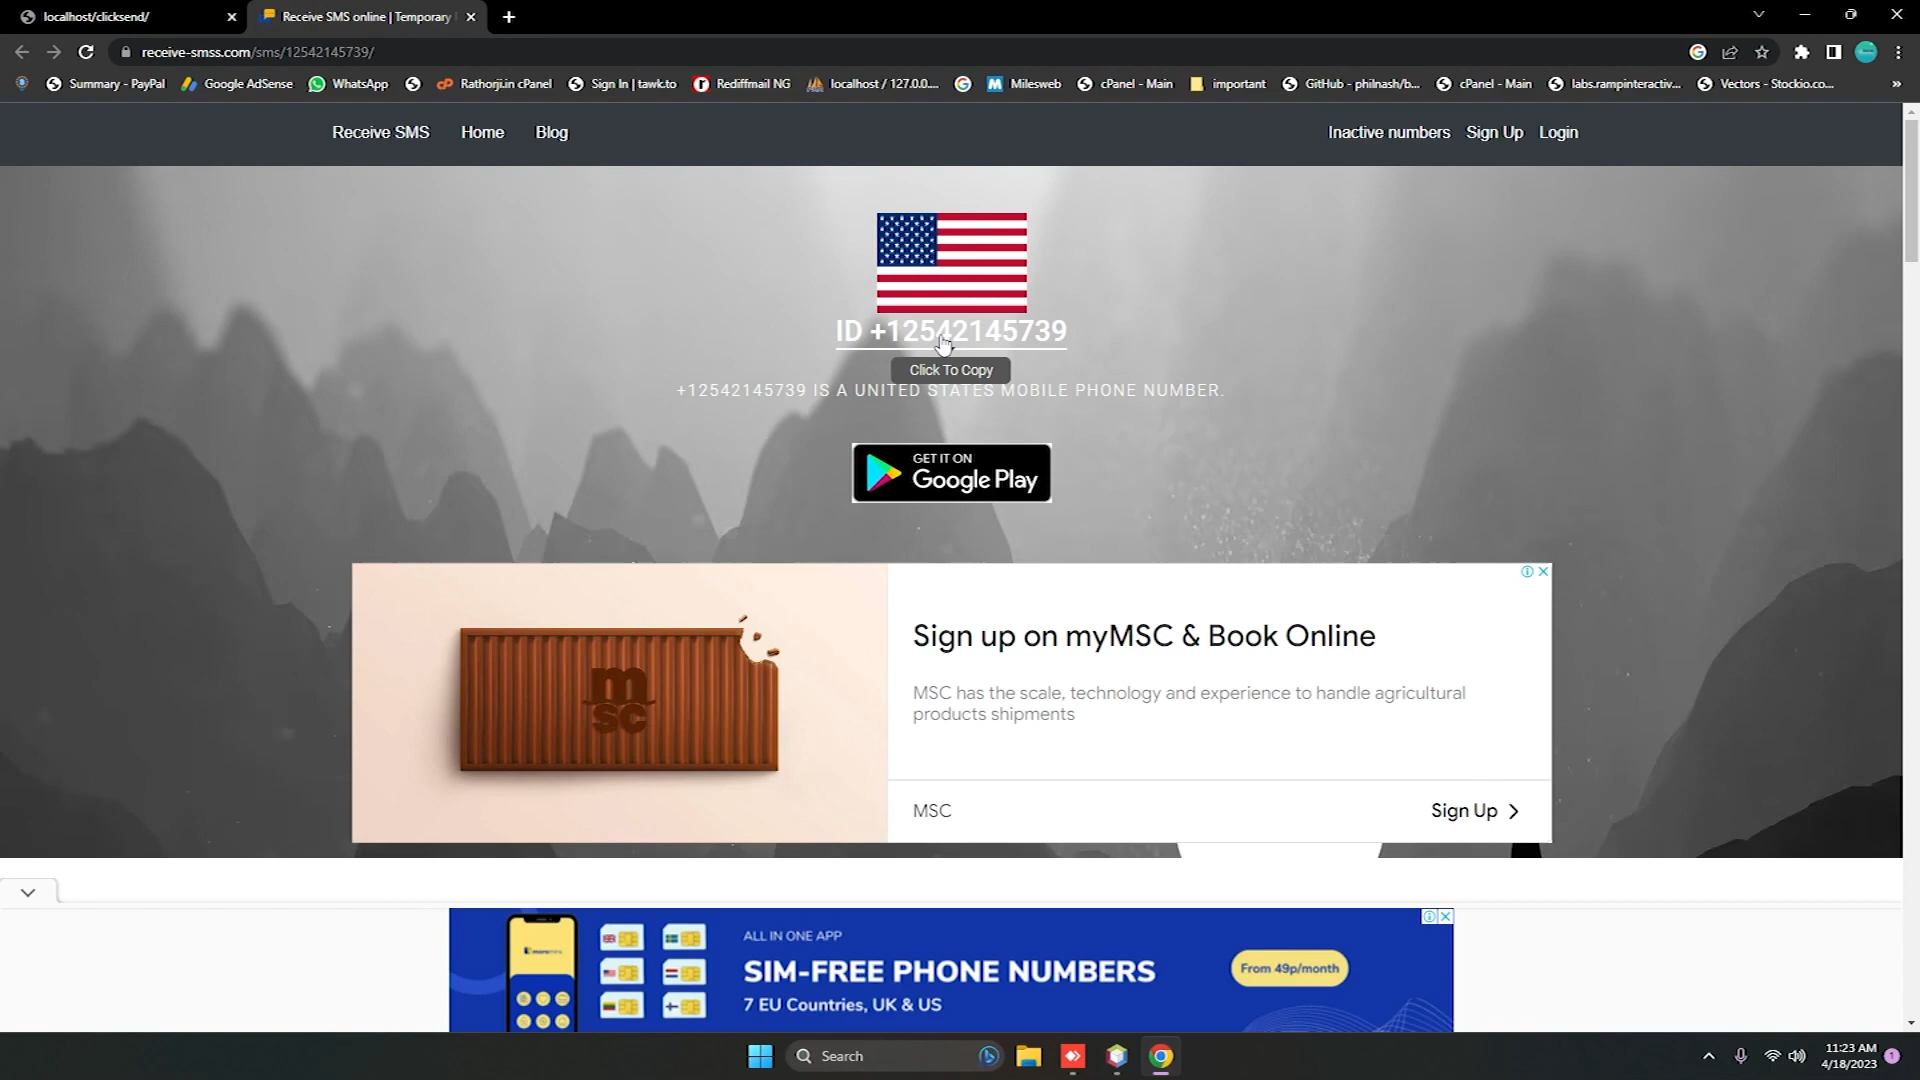 localhost/clicksend/
Receive SMS online | Temporary
receive-smss.com/sms/12542145739/
Summary - PayPal
Google AdSense
WhatsApp
Rathorji.in cPanel
Sign In | tawk.to
Rediffmail NG
localhost / 127.0.0....
Milesweb
cPanel - Main
important
GitHub - philnash/b...
cPanel - Main
labs.rampinteractiv...
Vectors - Stockio.co...
»
Receive SMS
Home
Blog
Inactive numbers
Sign Up
Login
ID +12542145739
Click To Copy
+12542145739 IS A UNITED STATES MOBILE PHONE NUMBER.
GET IT ON
Google Play
msc
Sign up on myMSC & Book Online
MSC has the scale, technology and experience to handle agricultural
products shipments
MSC
Sign Up
ALL IN ONE APP
SIM-FREE PHONE NUMBERS
7 EU Countries, UK & US
From 49p/month
Search
11:23 AM
4/18/2023
1